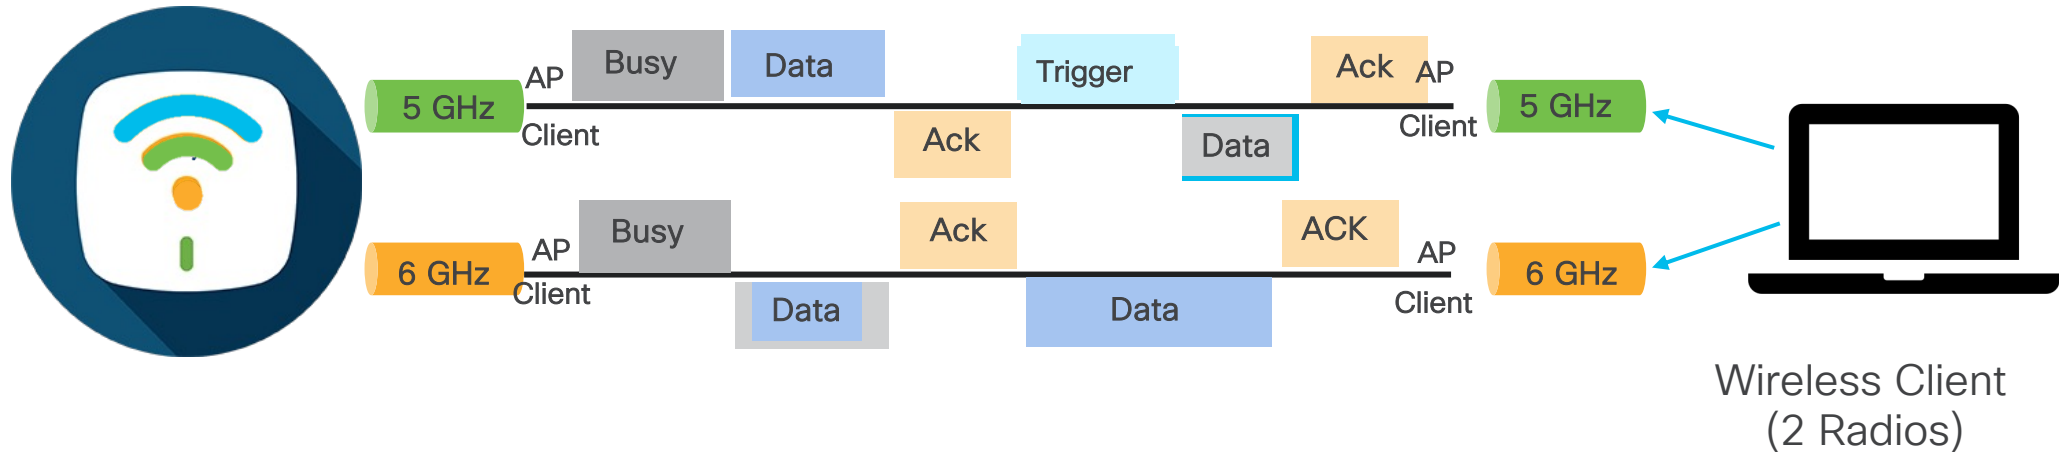 AP Busy Data Trigger Ack AP
5 GHz 5 GHz
Client Ack Data Client
AP Busy Ack ACK AP
6 GHz 6 GHz
Client Data Data Client
Wireless Client
(2 Radios)